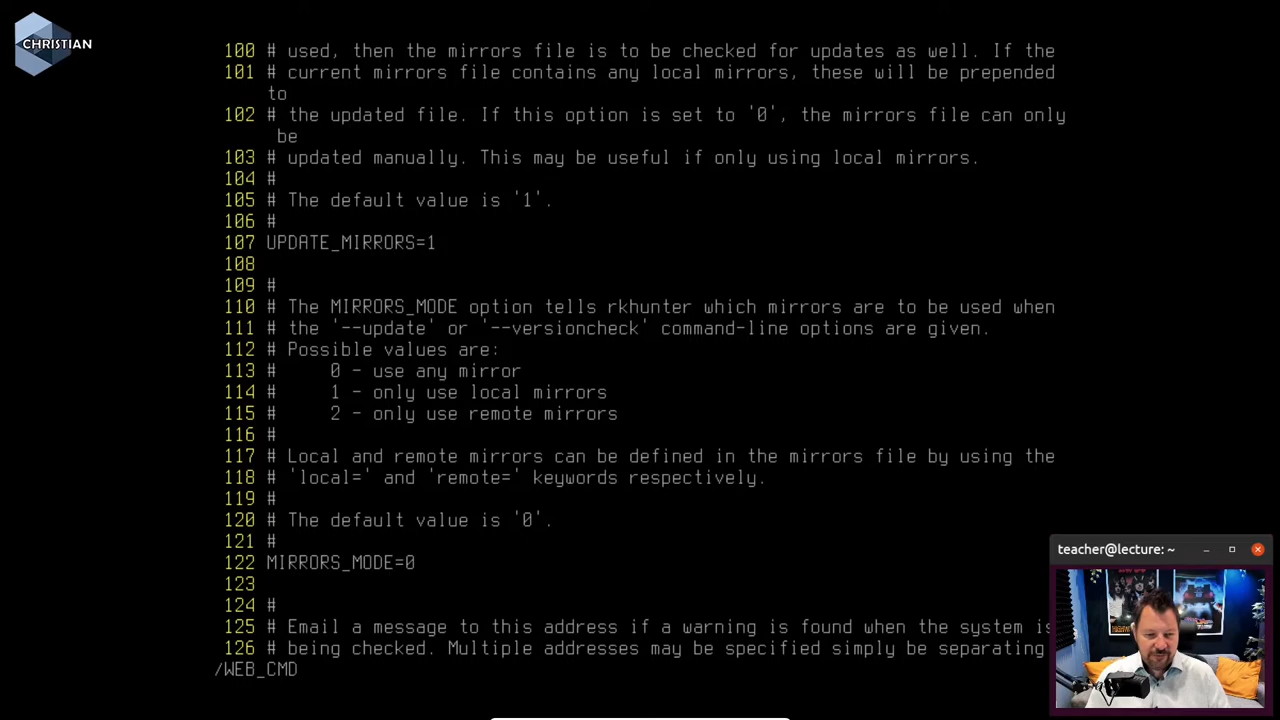 CHRISTIAN
100 # used, then the mirrors file is to be checked for updates as well. If the
101 # current mirrors file contains any local mirrors, these will be prepended
to
102 # the updated file. If this option is set to '0', the mirrors file can only
be
103 # updated manually. This may be useful if only using local mirrors.
104 #
105 # The default value is '1'.
106 #
107 UPDATE_MIRRORS=1
108
109 #
110 # The MIRRORS_MODE option tells rkhunter which mirrors are to be used when
111 # the '--update' or '--versioncheck' command-line options are given.
112 # Possible values are:
113 #     0 - use any mirror
114 #     1 - only use local mirrors
115 #     2 - only use remote mirrors
116 #
117 # Local and remote mirrors can be defined in the mirrors file by using the
118 # 'local=' and 'remote=' keywords respectively.
119 #
120 # The default value is '0'.
121 #
122 MIRRORS_MODE=0
123
124 #
125 # Email a message to this address if a warning is found when the system is
126 # being checked. Multiple addresses may be specified simply be separating
/WEB_CMD
teacher@lecture: ~